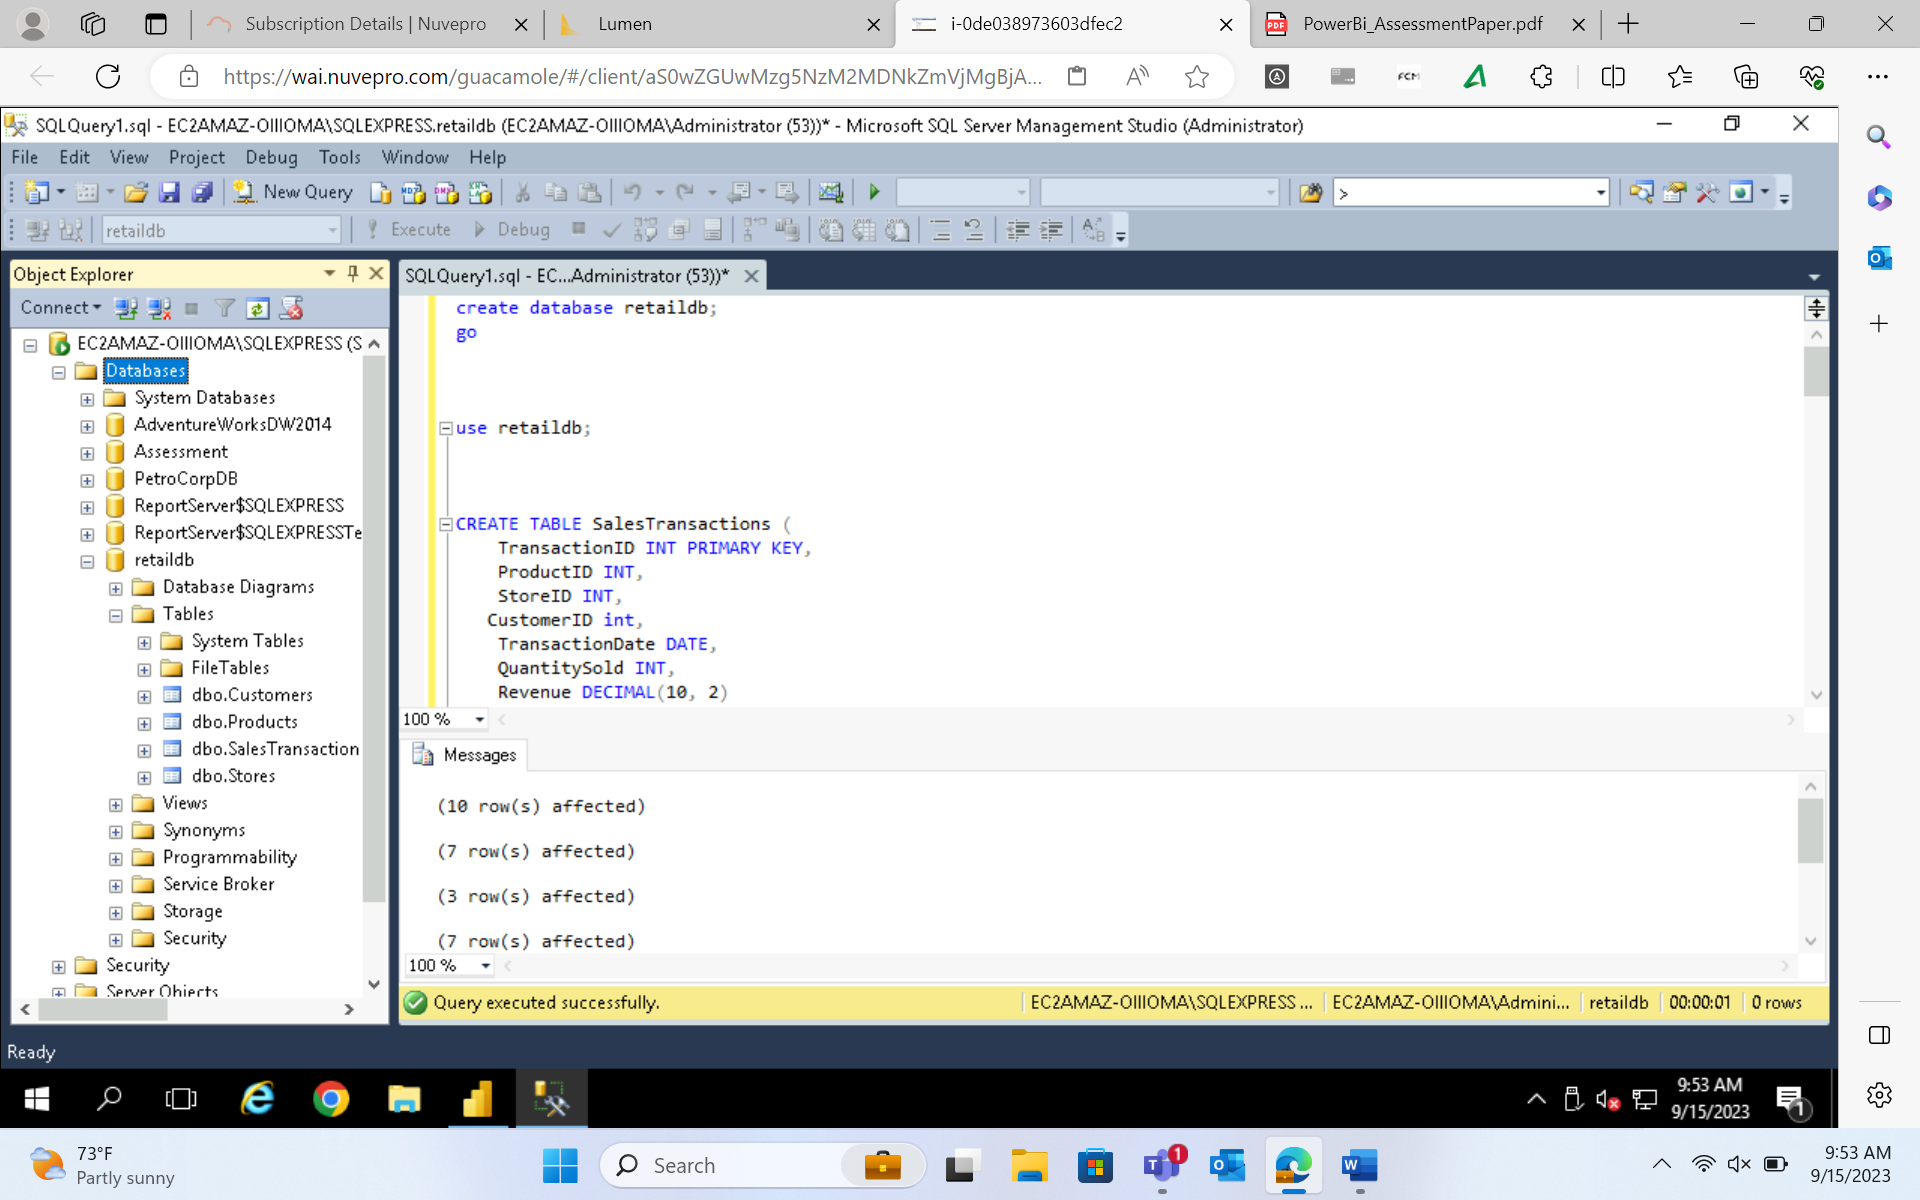 Subscription Details | Nuvepro
Lumen
i-0de038973603dfec2
PowerBi_AssessmentPaper.pdf
https://wai.nuvepro.com/guacamole/#/client/aS0wZGUwMzg5NzM2MDNkZmVjMgBjA...
SQLQuery1.sql - EC2AMAZ-OIIIOMA\SQLEXPRESS.retaildb (EC2AMAZ-OIIIOMA\Administrator (53))* - Microsoft SQL Server Management Studio (Administrator)
File Edit View Project Debug Tools Window Help
New Query
>
retaildb
Execute
Debug
Object Explorer
SQLQuery1.sql - EC...Administrator (53))*
Connect
EC2AMAZ-OIIIOMA\SQLEXPRESS (S
Databases
System Databases
AdventureWorksDW2014
Assessment
PetroCorpDB
ReportServer$SQLEXPRESS
ReportServer$SQLEXPRESSTe
retaildb
Database Diagrams
Tables
System Tables
FileTables
dbo.Customers
dbo.Products
dbo.SalesTransaction
dbo.Stores
Views
Synonyms
Programmability
Service Broker
Storage
Security
Security
Server Objects
create database retaildb;
go
use retaildb;
CREATE TABLE SalesTransactions (
TransactionID INT PRIMARY KEY,
ProductID INT,
StoreID INT,
CustomerID int,
TransactionDate DATE,
QuantitySold INT,
Revenue DECIMAL(10, 2)
100 %
Messages
(10 row(s) affected)
(7 row(s) affected)
(3 row(s) affected)
(7 row(s) affected)
100 %
Query executed successfully.
EC2AMAZ-OIIIOMA\SQLEXPRESS ...
EC2AMAZ-OIIIOMA\Admini...
retaildb
00:00:01
0 rows
Ready
9:53 AM
9/15/2023
1
73°F
Partly sunny
Search
1
9:53 AM
9/15/2023